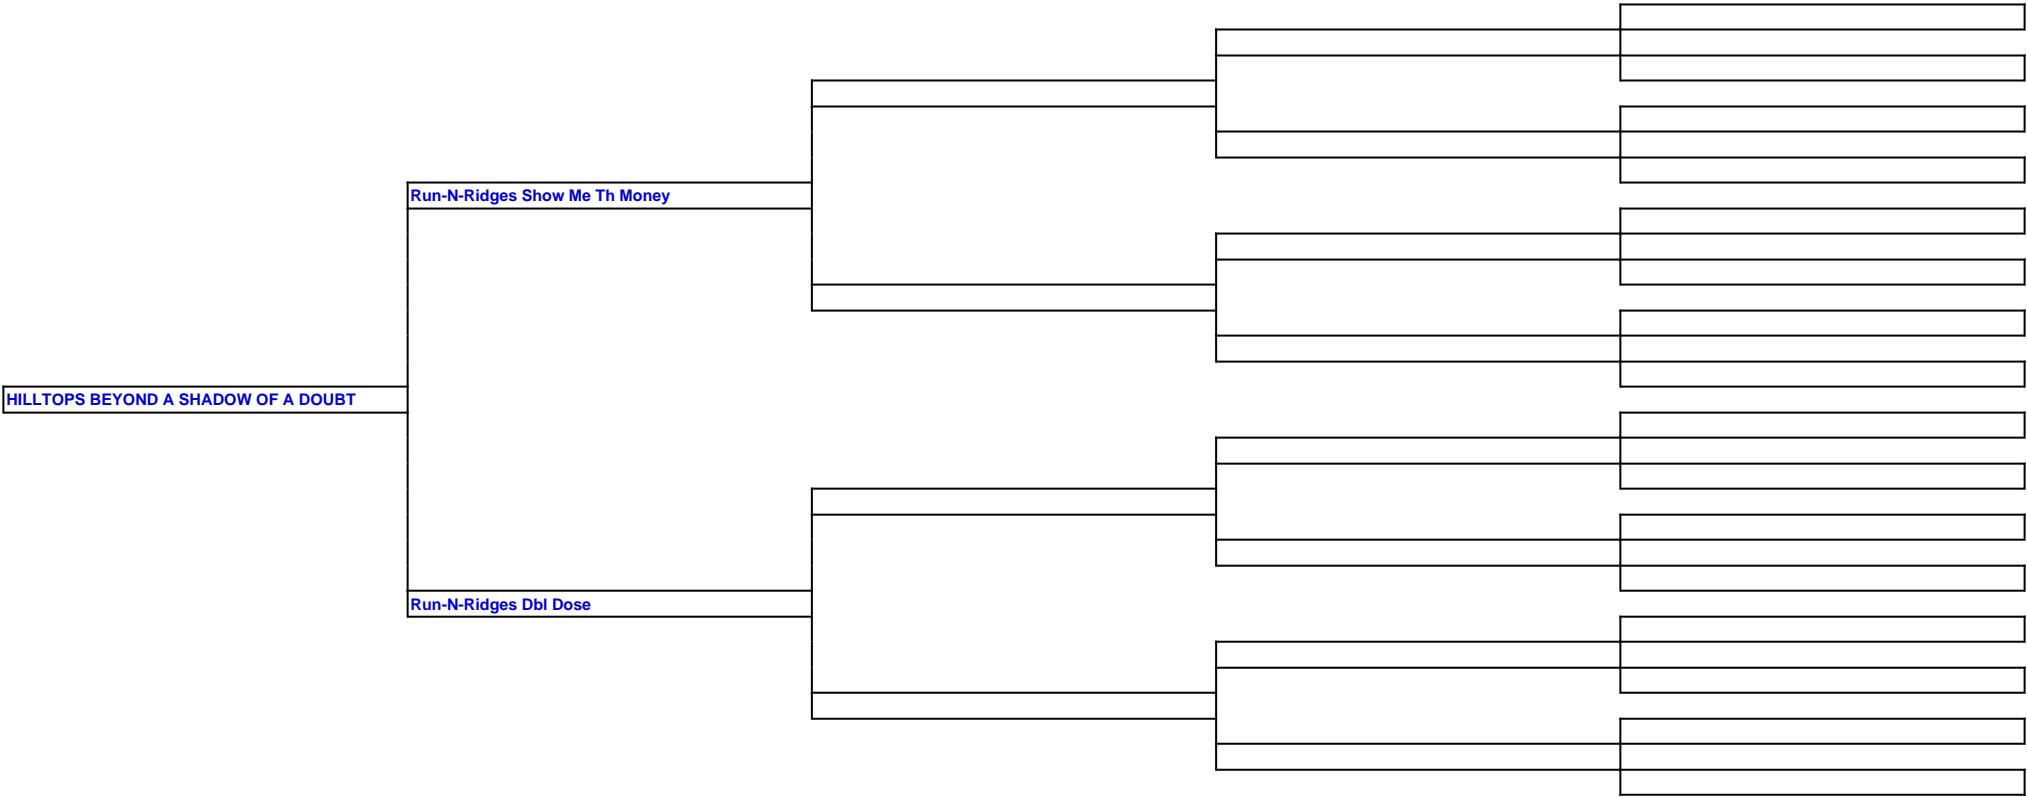 Run-N-Ridges Show Me Th Money
HILLTOPS BEYOND A SHADOW OF A DOUBT
Run-N-Ridges Dbl Dose